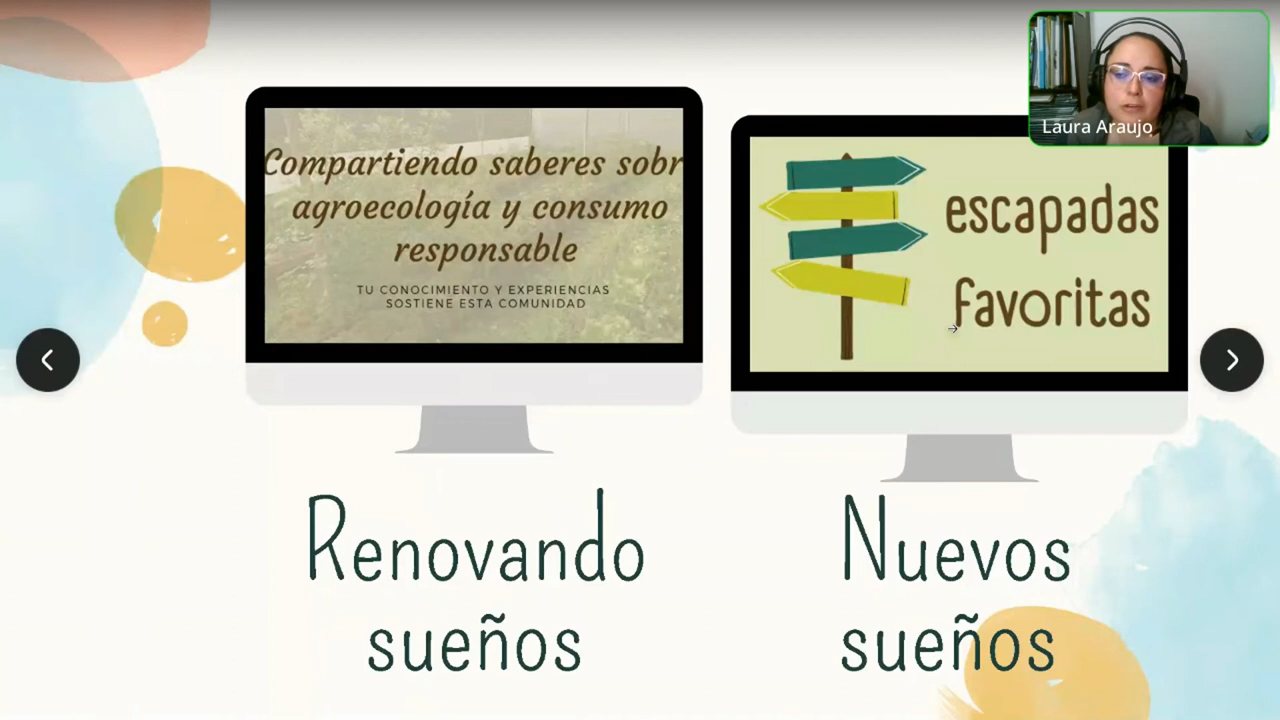 Compartiendo saberes sobr
agroecología y consumo
responsable
TU CONOCIMIENTO Y EXPERIENCIAS
SOSTIENE ESTA COMUNIDAD
escapadas
favoritas
Laura Araujo
Renovando
sueños
Nuevos
sueños